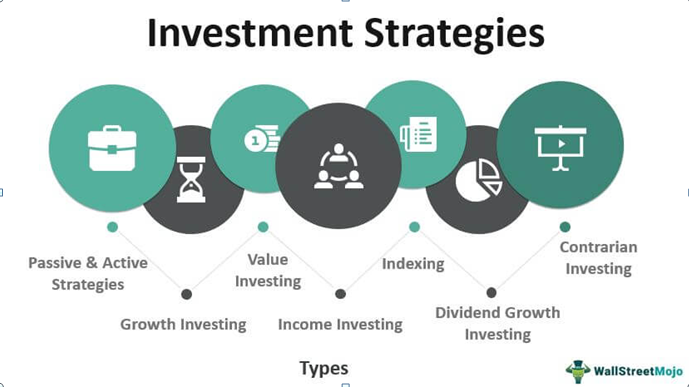 Investment Strategies
1
Passive & Active
Strategies
Growth Investing
Value
Investing
Income Investing
Indexing
Dividend Growth
Investing
Contrarian
Investing
Types
WallStreetMojo